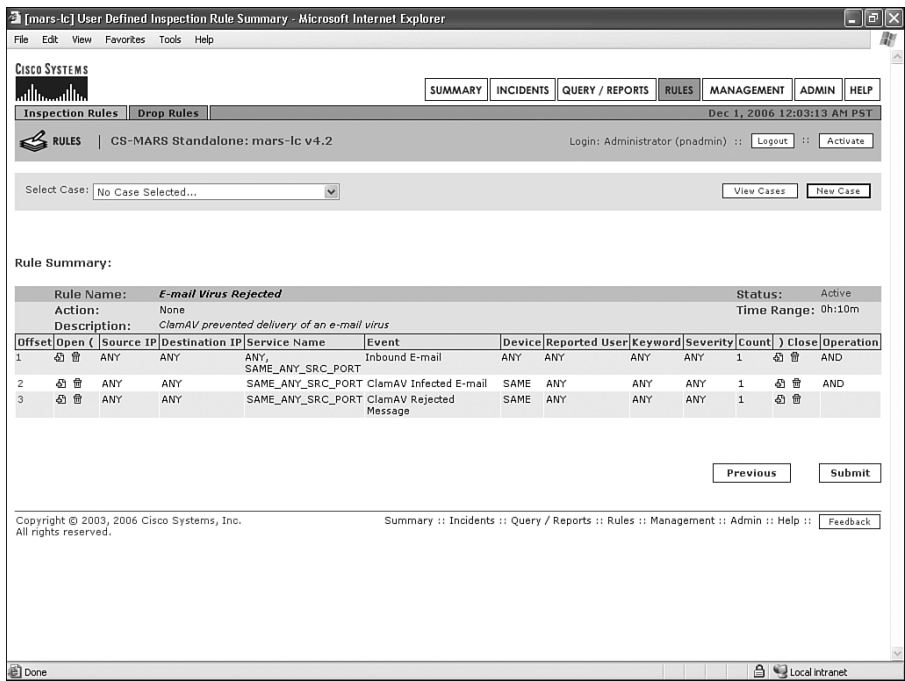 [mars-lc] User Defined Inspection Rule Summary - Microsoft Internet Explorer
File Edit View Favorites Tools Help
CISCO SYSTEMS
SUMMARY INCIDENTS QUERY / REPORTS RULES MANAGEMENT ADMIN HELP
Inspection Rules Drop Rules Dec 1, 2006 12:03:13 AM PST
RULES | CS-MARS Standalone: mars-lc v4.2 Login: Administrator (pnadmin) :: Logout :: Activate
Select Case: No Case Selected... View Cases New Case
Rule Summary:
Rule Name: E-mail Virus Rejected Status: Active
Action: None Time Range: 0h:10m
Description: ClamAV prevented delivery of an e-mail virus
Offset Open ( Source IP Destination IP Service Name Event Device Reported User Keyword Severity Count ) Close Operation
1 ANY ANY ANY, Inbound E-mail ANY ANY ANY ANY 1 AND
SAME_ANY_SRC_PORT
2 ANY ANY SAME_ANY_SRC_PORT ClamAV Infected E-mail SAME ANY ANY ANY 1 AND
3 ANY ANY SAME_ANY_SRC_PORT ClamAV Rejected SAME ANY ANY ANY 1
Message
Previous Submit
Copyright © 2003, 2006 Cisco Systems, Inc. Summary :: Incidents :: Query / Reports :: Rules :: Management :: Admin :: Help :: Feedback
All rights reserved.
Done Local intranet